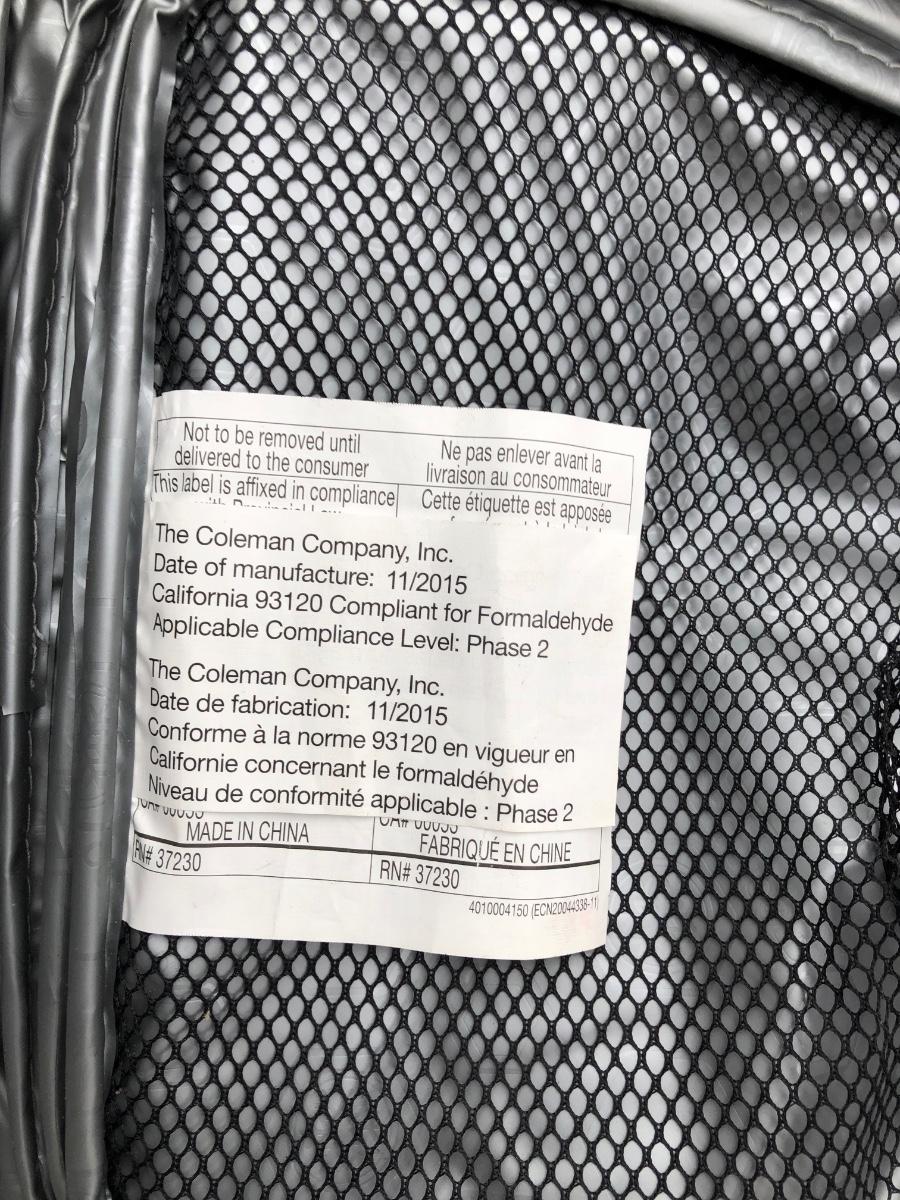 Not to be removed until
delivered to the consumer
Ne pas enlever avant la
livraison au consommateur
This label is affixed in compliance
Cette étiquette est apposée
The Coleman Company, Inc.
Date of manufacture: 11/2015
California 93120 Compliant for Formaldehyde
Applicable Compliance Level: Phase 2
The Coleman Company, Inc.
Date de fabrication: 11/2015
Conforme à la norme 93120 en vigueur en
Californie concernant le formaldéhyde
Niveau de conformité applicable : Phase 2
MADE IN CHINA
FABRIQUÉ EN CHINE
RN# 37230
RN# 37230
4010004150 (ECN20044338-11)